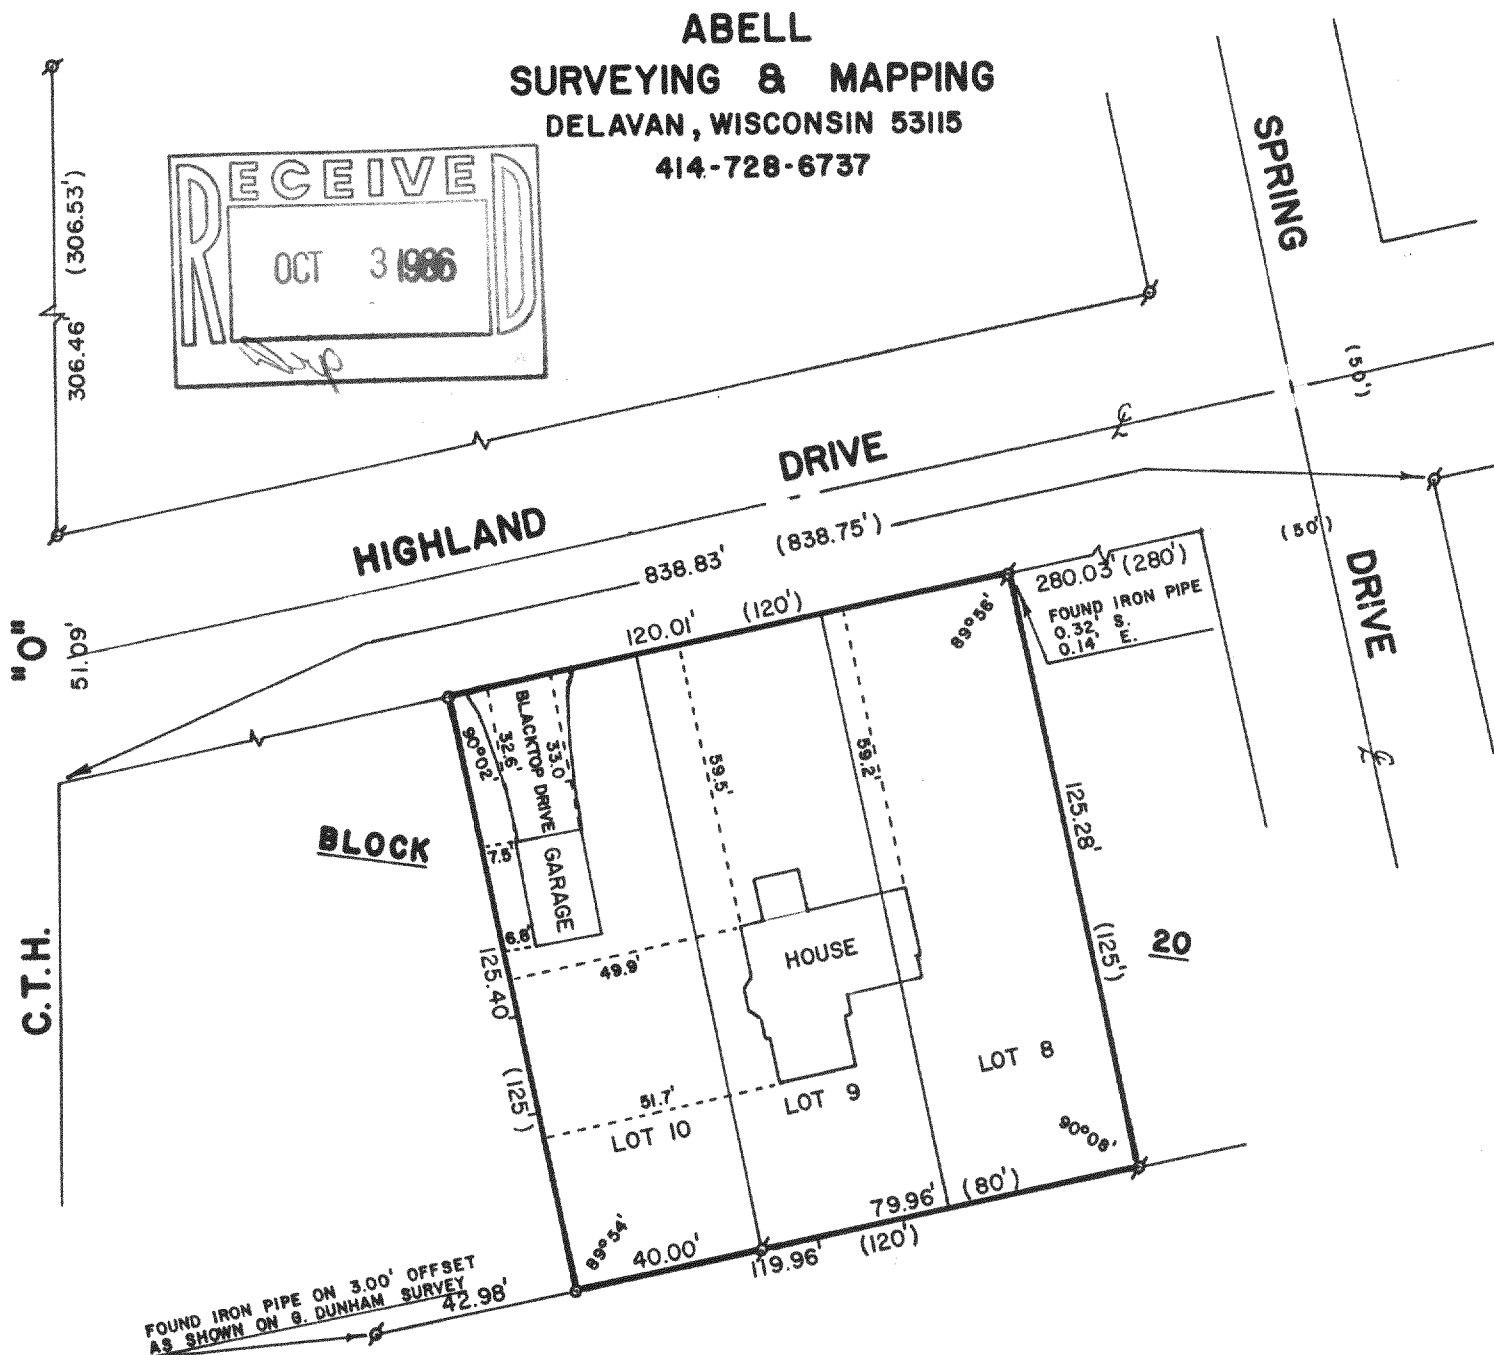 ABELL
SURVEYING & MAPPING
DELAVAN, WISCONSIN 53115
414-728-6737
RECEIVED
OCT 3 1986
306.46' (306.53')
SPRING
DRIVE
(50')
(50')
HIGHLAND DRIVE
838.83' (838.75')
280.03' (280')
FOUND IRON PIPE
0.32' S.
0.14' E.
"O"
51.09'
C.T.H.
120.01' (120')
89°56'
90°02'
32.6'
BLACKTOP DRIVE
33.0'
59.5'
59.2'
125.28'
(125')
BLOCK
20
7.5'
GARAGE
6.8'
49.9'
HOUSE
125.40'
(125')
51.7'
LOT 10
LOT 9
LOT 8
90°08'
89°54'
40.00'
79.96' (80')
119.96' (120')
FOUND IRON PIPE ON 3.00' OFFSET
AS SHOWN ON G. DUNHAM SURVEY
42.98'